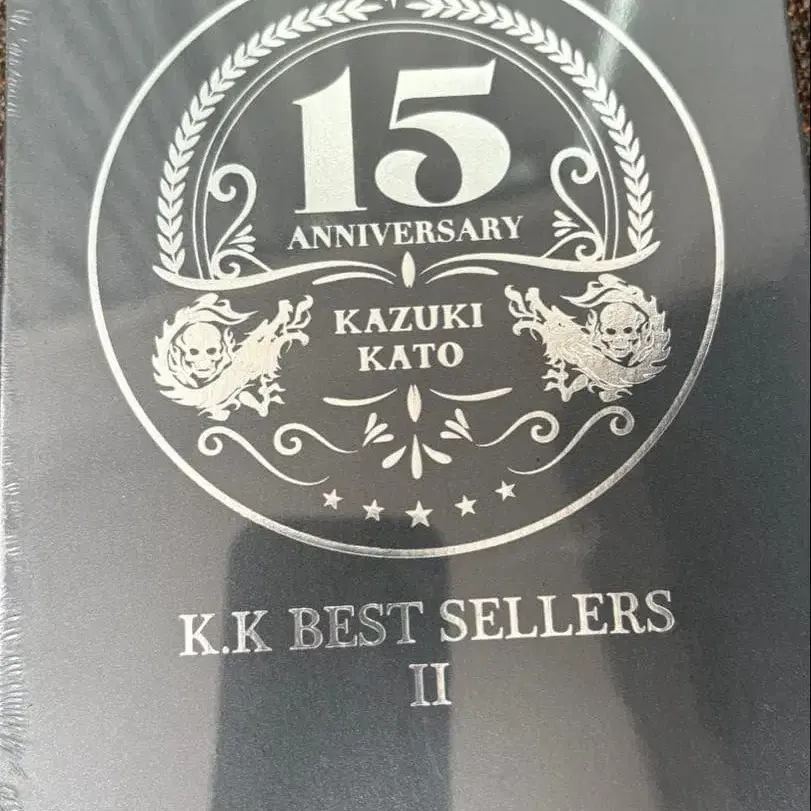 15
ANNIVERSARY
KAZUKI
KATO
K.K BEST SELLERS
II